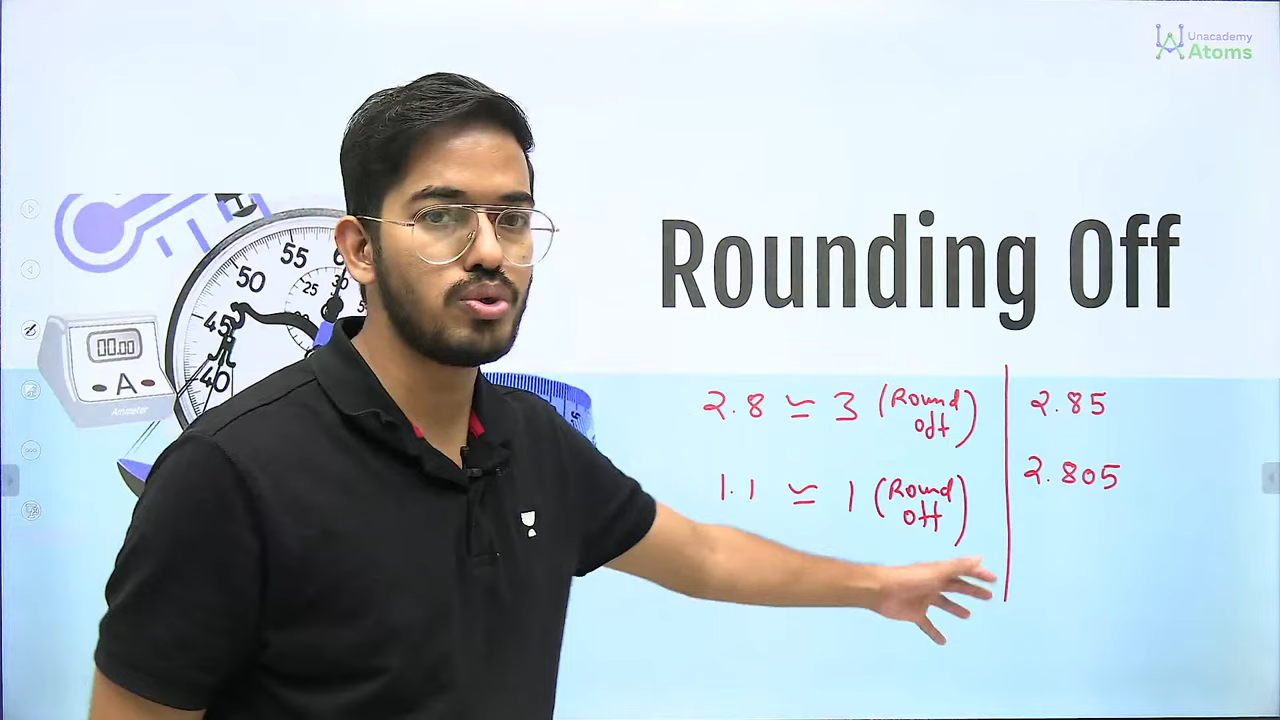 Unacademy
Atoms
Rounding Off
55
50
45
40
6
30
25
00.00
A
Ammeter
2.8 ≃ 3 (Round off)
1.1 ≃ 1 (Round off)
2.85
2.805